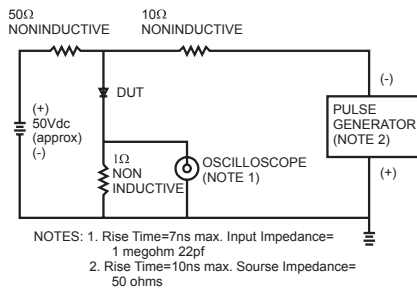 50Ω
NONINDUCTIVE
10Ω
NONINDUCTIVE
(+)
50Vdc
(approx)
(-)
DUT
1Ω
NON
INDUCTIVE
OSCILLOSCOPE
(NOTE 1)
(-)
PULSE
GENERATOR
(NOTE 2)
(+)
NOTES: 1. Rise Time=7ns max. Input Impedance=
1 megohm 22pf
2. Rise Time=10ns max. Sourse Impedance=
50 ohms